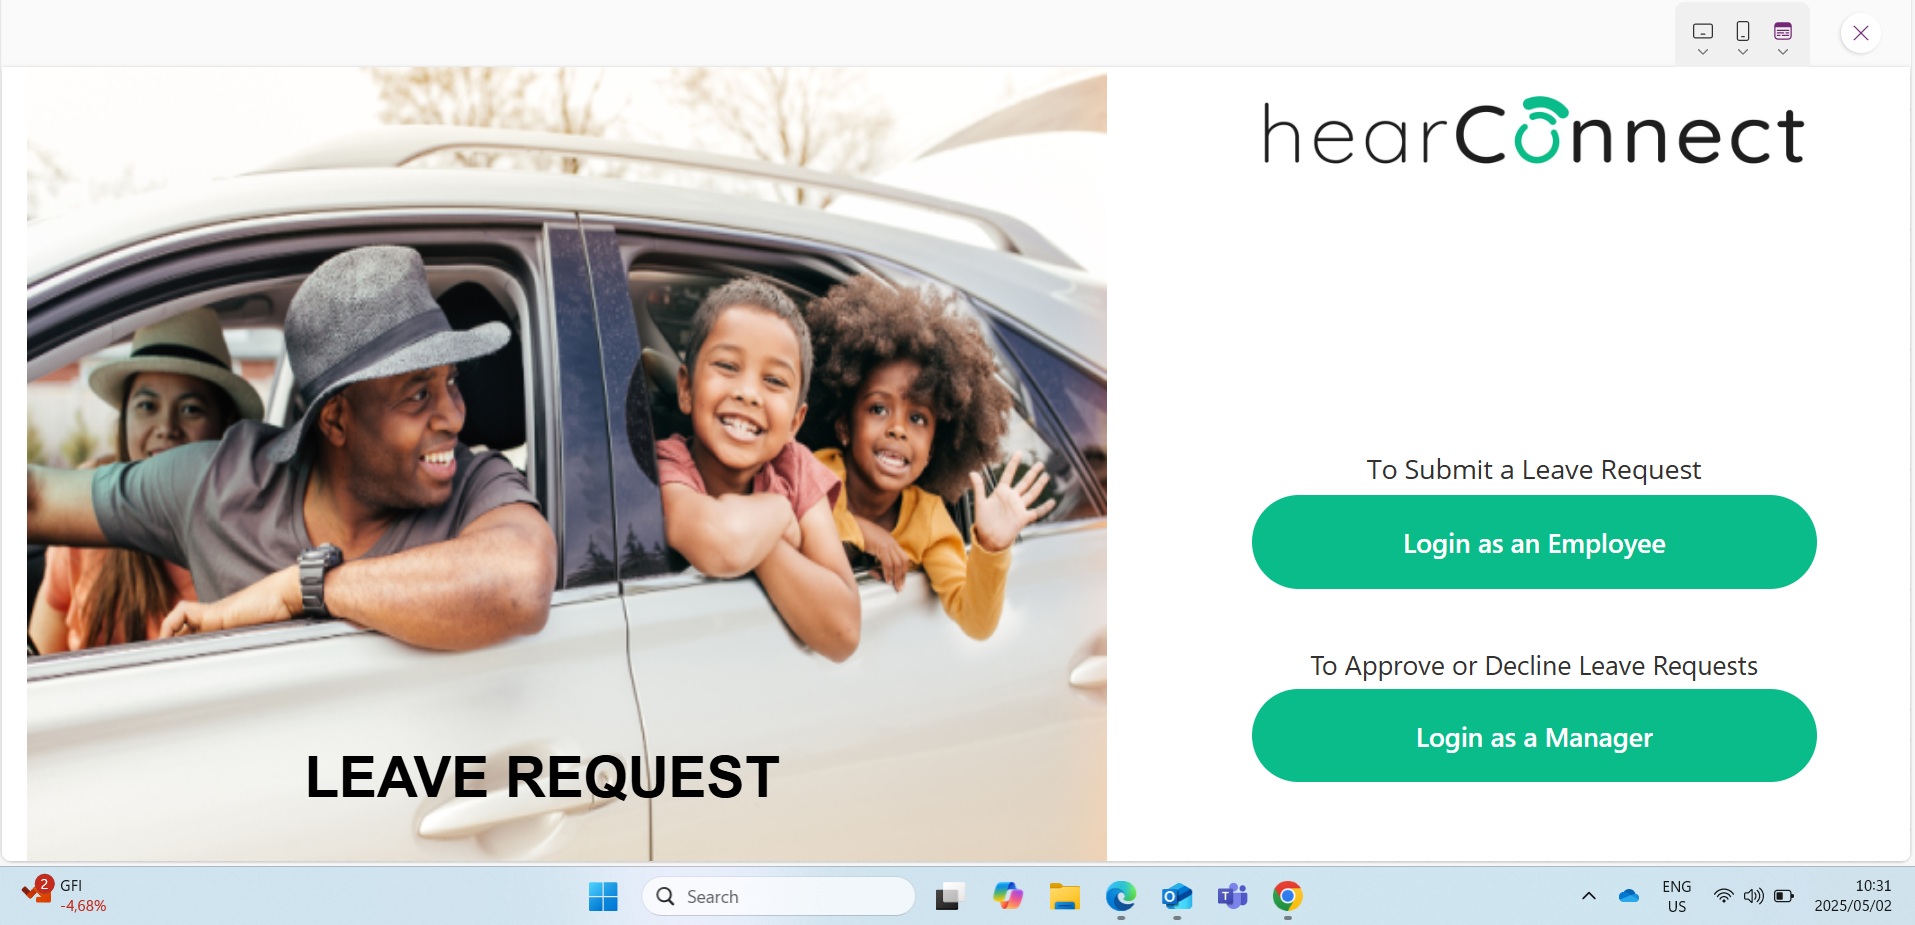 hearConnect
To Submit a Leave Request
Login as an Employee
To Approve or Decline Leave Requests
Login as a Manager
LEAVE REQUEST
2
GFI
-4,68%
Search
ENG
US
10:31
2025/05/02